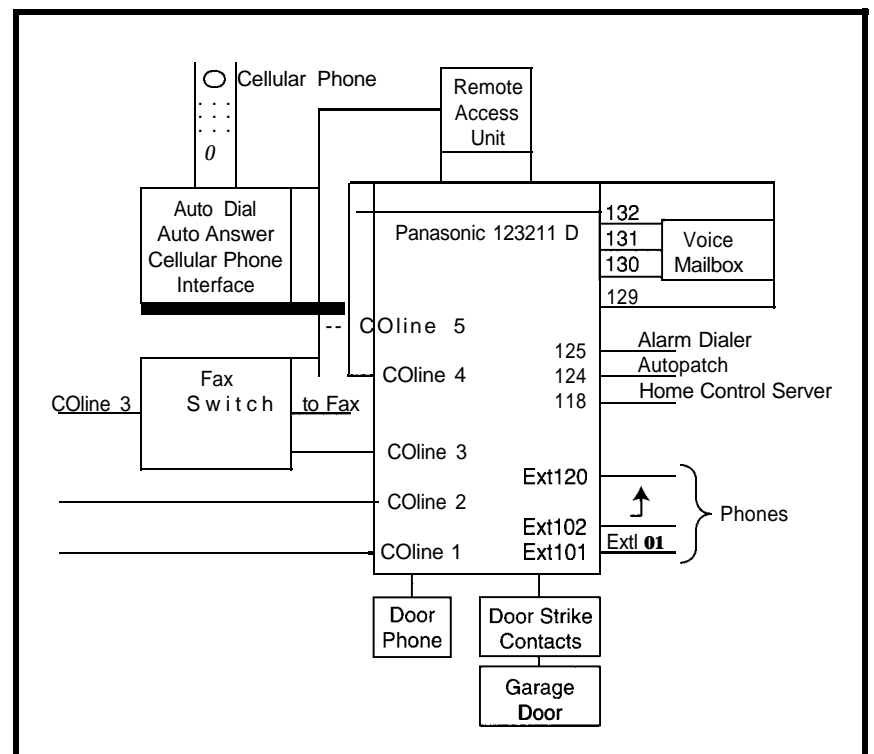 Cellular Phone
0
Remote
Access
Unit
Auto Dial
Auto Answer
Cellular Phone
Interface
Panasonic 123211 D
132
131
130
129
Voice
Mailbox
-- COline 5
125
124
118
Alarm Dialer
Autopatch
Home Control Server
COline 4
Fax
Switch
COline 3
to Fax
COline 3
COline 2
COline 1
Ext120
Ext102
Ext101
Extl 01
Phones
Door
Phone
Door Strike
Contacts
Garage
Door